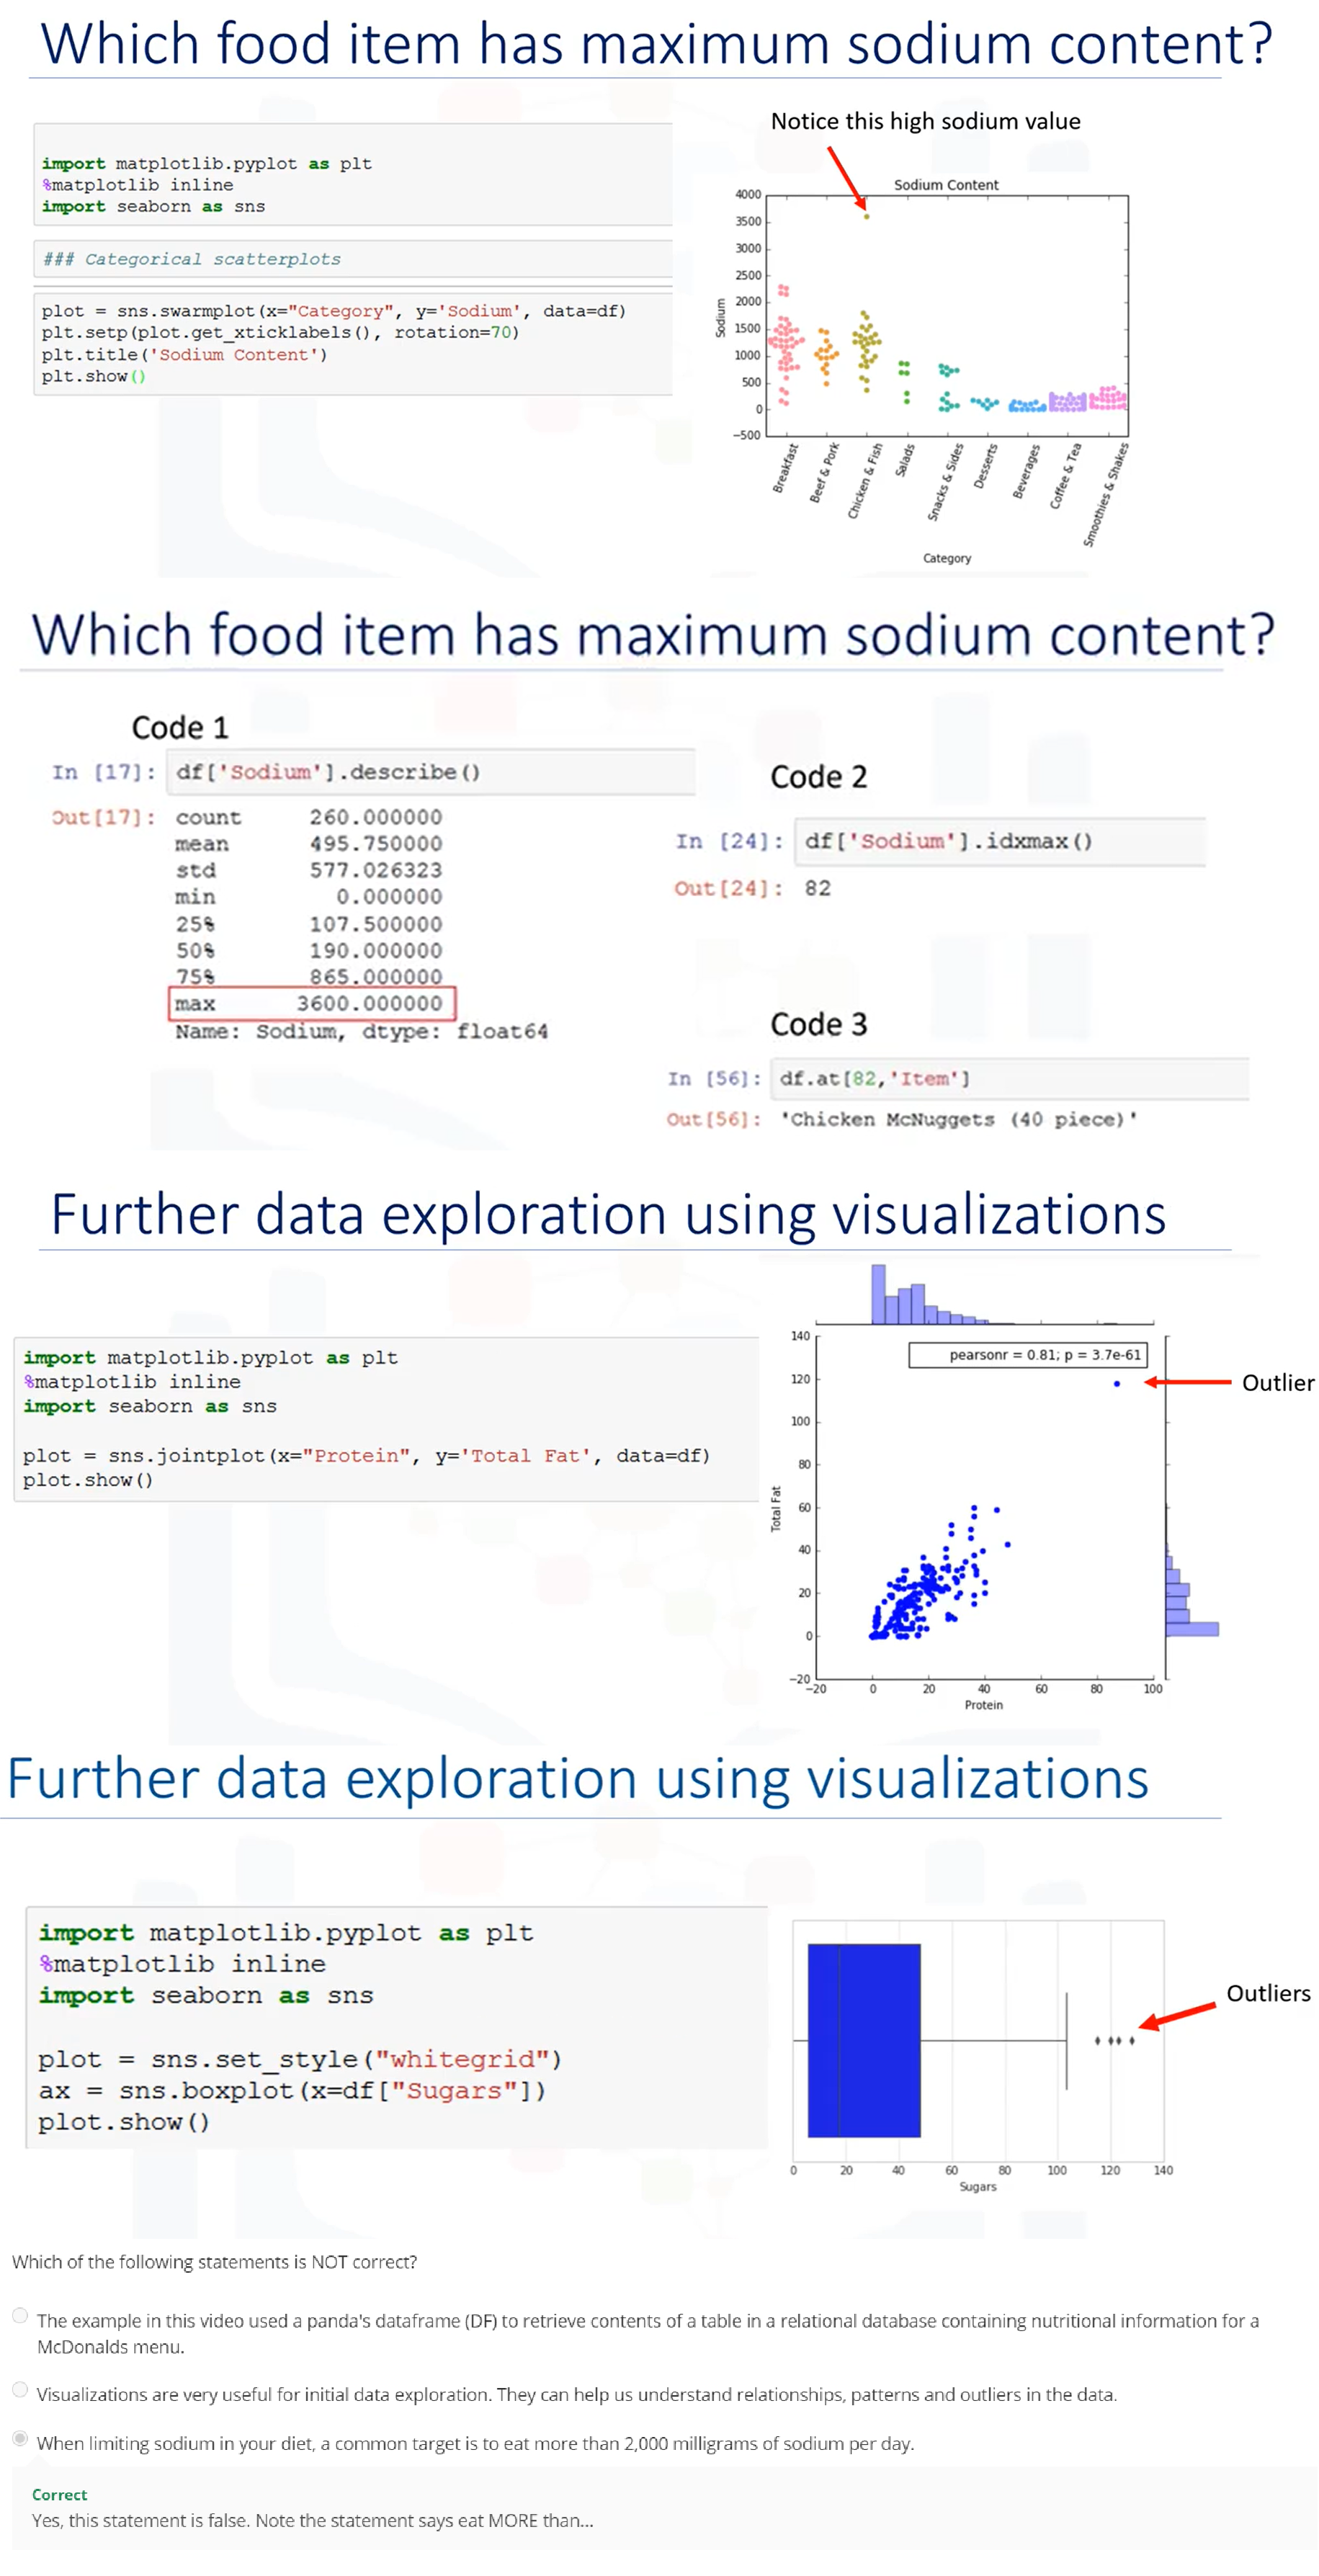 Which food item has maximum sodium content?
import matplotlib.pyplot as plt
%matplotlib inline
import seaborn as sns
### Categorical scatterplots
plot = sns.swarmplot(x="Category", y='Sodium', data=df)
plt.setp(plot.get_xticklabels(), rotation=70)
plt.title('Sodium Content')
plt.show()
Notice this high sodium value
Sodium Content
4000
3500
3000
2500
2000
1500
1000
500
0
−500
Sodium
Breakfast
Beef & Pork
Chicken & Fish
Salads
Snacks & Sides
Desserts
Beverages
Coffee & Tea
Smoothies & Shakes
Category
Which food item has maximum sodium content?
Code 1
In [17]: df['Sodium'].describe()
Out[17]: count 260.000000
mean 495.750000
std 577.026323
min 0.000000
25% 107.500000
50% 190.000000
75% 865.000000
max 3600.000000
Name: Sodium, dtype: float64
Code 2
In [24]: df['Sodium'].idxmax()
Out[24]: 82
Code 3
In [56]: df.at[82,'Item']
Out[56]: 'Chicken McNuggets (40 piece)'
Further data exploration using visualizations
import matplotlib.pyplot as plt
%matplotlib inline
import seaborn as sns
plot = sns.jointplot(x="Protein", y='Total Fat', data=df)
plot.show()
pearsonr = 0.81; p = 3.7e-61
Outlier
140
120
100
80
60
40
20
0
−20
Total Fat
−20 0 20 40 60 80 100
Protein
Further data exploration using visualizations
import matplotlib.pyplot as plt
%matplotlib inline
import seaborn as sns
plot = sns.set_style("whitegrid")
ax = sns.boxplot(x=df["Sugars"])
plot.show()
Outliers
0 20 40 60 80 100 120 140
Sugars
Which of the following statements is NOT correct?
The example in this video used a panda's dataframe (DF) to retrieve contents of a table in a relational database containing nutritional information for a
McDonalds menu.
Visualizations are very useful for initial data exploration. They can help us understand relationships, patterns and outliers in the data.
When limiting sodium in your diet, a common target is to eat more than 2,000 milligrams of sodium per day.
Correct
Yes, this statement is false. Note the statement says eat MORE than...